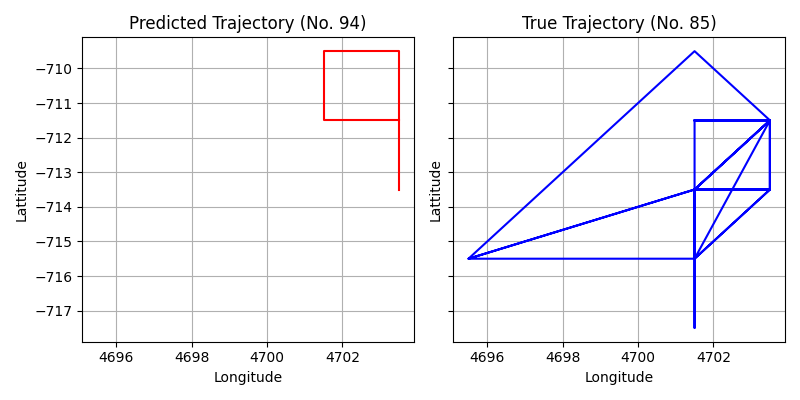 Predicted Trajectory (No. 94)
True Trajectory (No. 85)
Lattitude
−710
−711
−712
−713
−714
−715
−716
−717
4696
4698
4700
4702
Longitude
Lattitude
4696
4698
4700
4702
Longitude